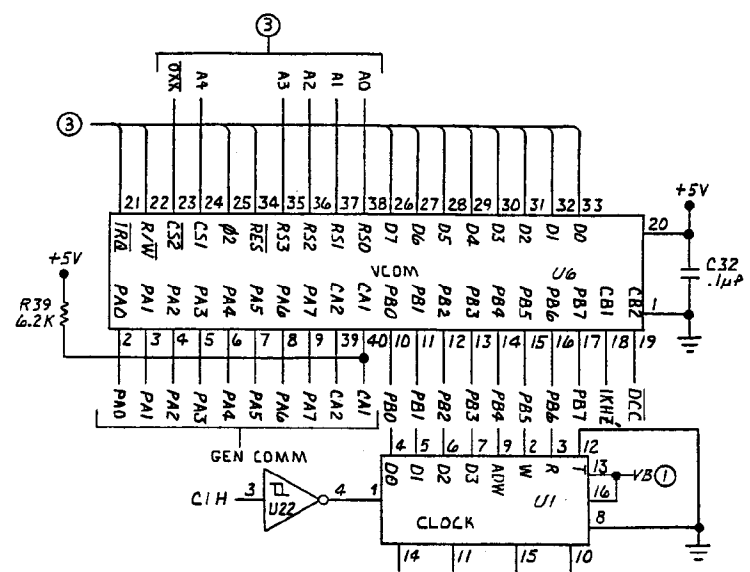 3
0XX A4 A3 A2 A1 A0
3
21 22 23 24 25 34 35 36 37 38 26 27 28 29 30 31 32 33
+5V
20
IRQ R/W CS2 CS1 Ø2 RES RS3 RS2 RS1 RS0 D7 D6 D5 D4 D3 D2 D1 D0
+5V
VCOM U6
C32
.1µF
R39
6.2K
PA0 PA1 PA2 PA3 PA4 PA5 PA6 PA7 CA2 CA1 PB0 PB1 PB2 PB3 PB4 PB5 PB6 PB7 CB1 CB2
1
2 3 4 5 6 7 8 9 39 40 10 11 12 13 14 15 16 17 18 19
PA0 PA1 PA2 PA3 PA4 PA5 PA6 PA7 CA2 CA1 PB0 PB1 PB2 PB3 PB4 PB5 PB6 PB7 1KHZ DCC
GEN COMM
4 5 6 7 9 2 3 12
D0 D1 D2 D3 ADW W R T
13 VB 1
C1H 3 U22 4 1
U1 16
CLOCK
8
14 11 15 10